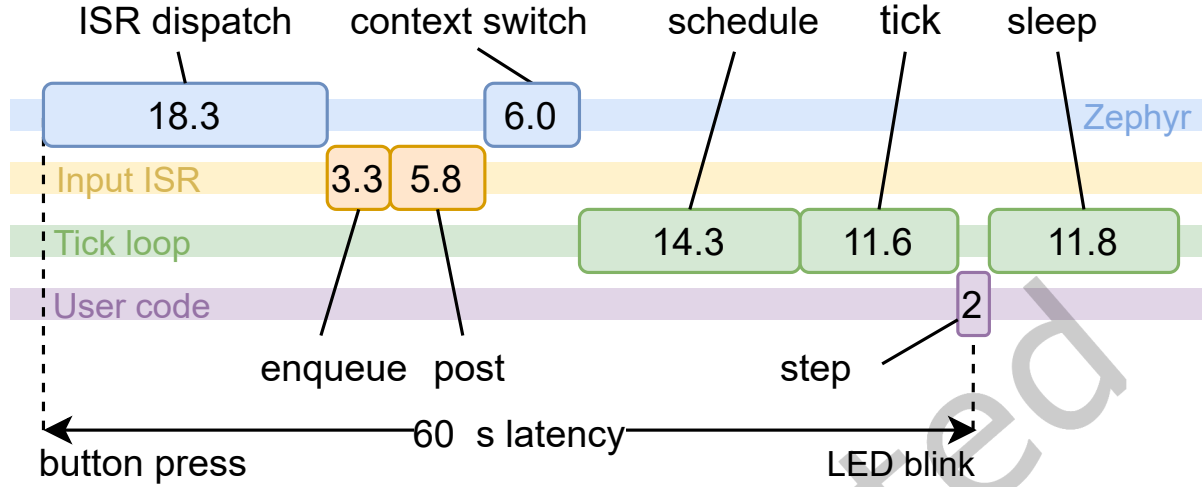 ISR dispatch context switch schedule tick sleep
18.3 6.0 Zephyr
Input ISR 3.3 5.8
Tick loop 14.3 11.6 11.8
User code 2
enqueue post step
60 s latency
button press LED blink
ted